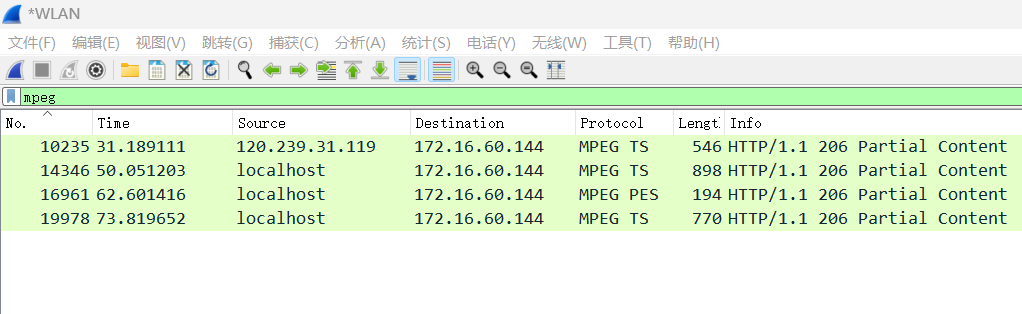 *WLAN
文件(F) 编辑(E) 视图(V) 跳转(G) 捕获(C) 分析(A) 统计(S) 电话(Y) 无线(W) 工具(T) 帮助(H)
mpeg
No. Time Source Destination Protocol Lengt Info
10235 31.189111 120.239.31.119 172.16.60.144 MPEG TS 546 HTTP/1.1 206 Partial Content
14346 50.051203 localhost 172.16.60.144 MPEG TS 898 HTTP/1.1 206 Partial Content
16961 62.601416 localhost 172.16.60.144 MPEG PES 194 HTTP/1.1 206 Partial Content
19978 73.819652 localhost 172.16.60.144 MPEG TS 770 HTTP/1.1 206 Partial Content